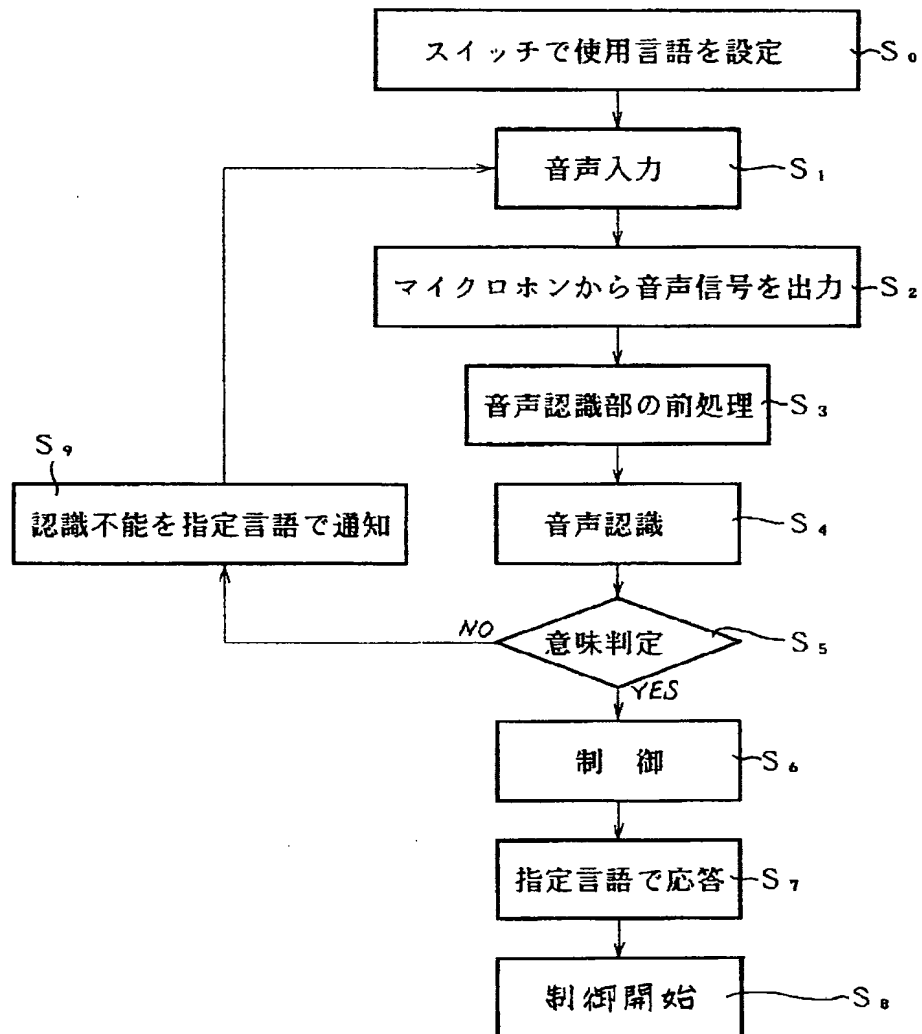 スイッチで使用言語を設定 S₀
音声入力 S₁
マイクロホンから音声信号を出力 S₂
音声認識部の前処理 S₃
S₉
認識不能を指定言語で通知
音声認識 S₄
NO
意味判定 S₅
YES
制 御 S₆
指定言語で応答 S₇
制御開始 S₈